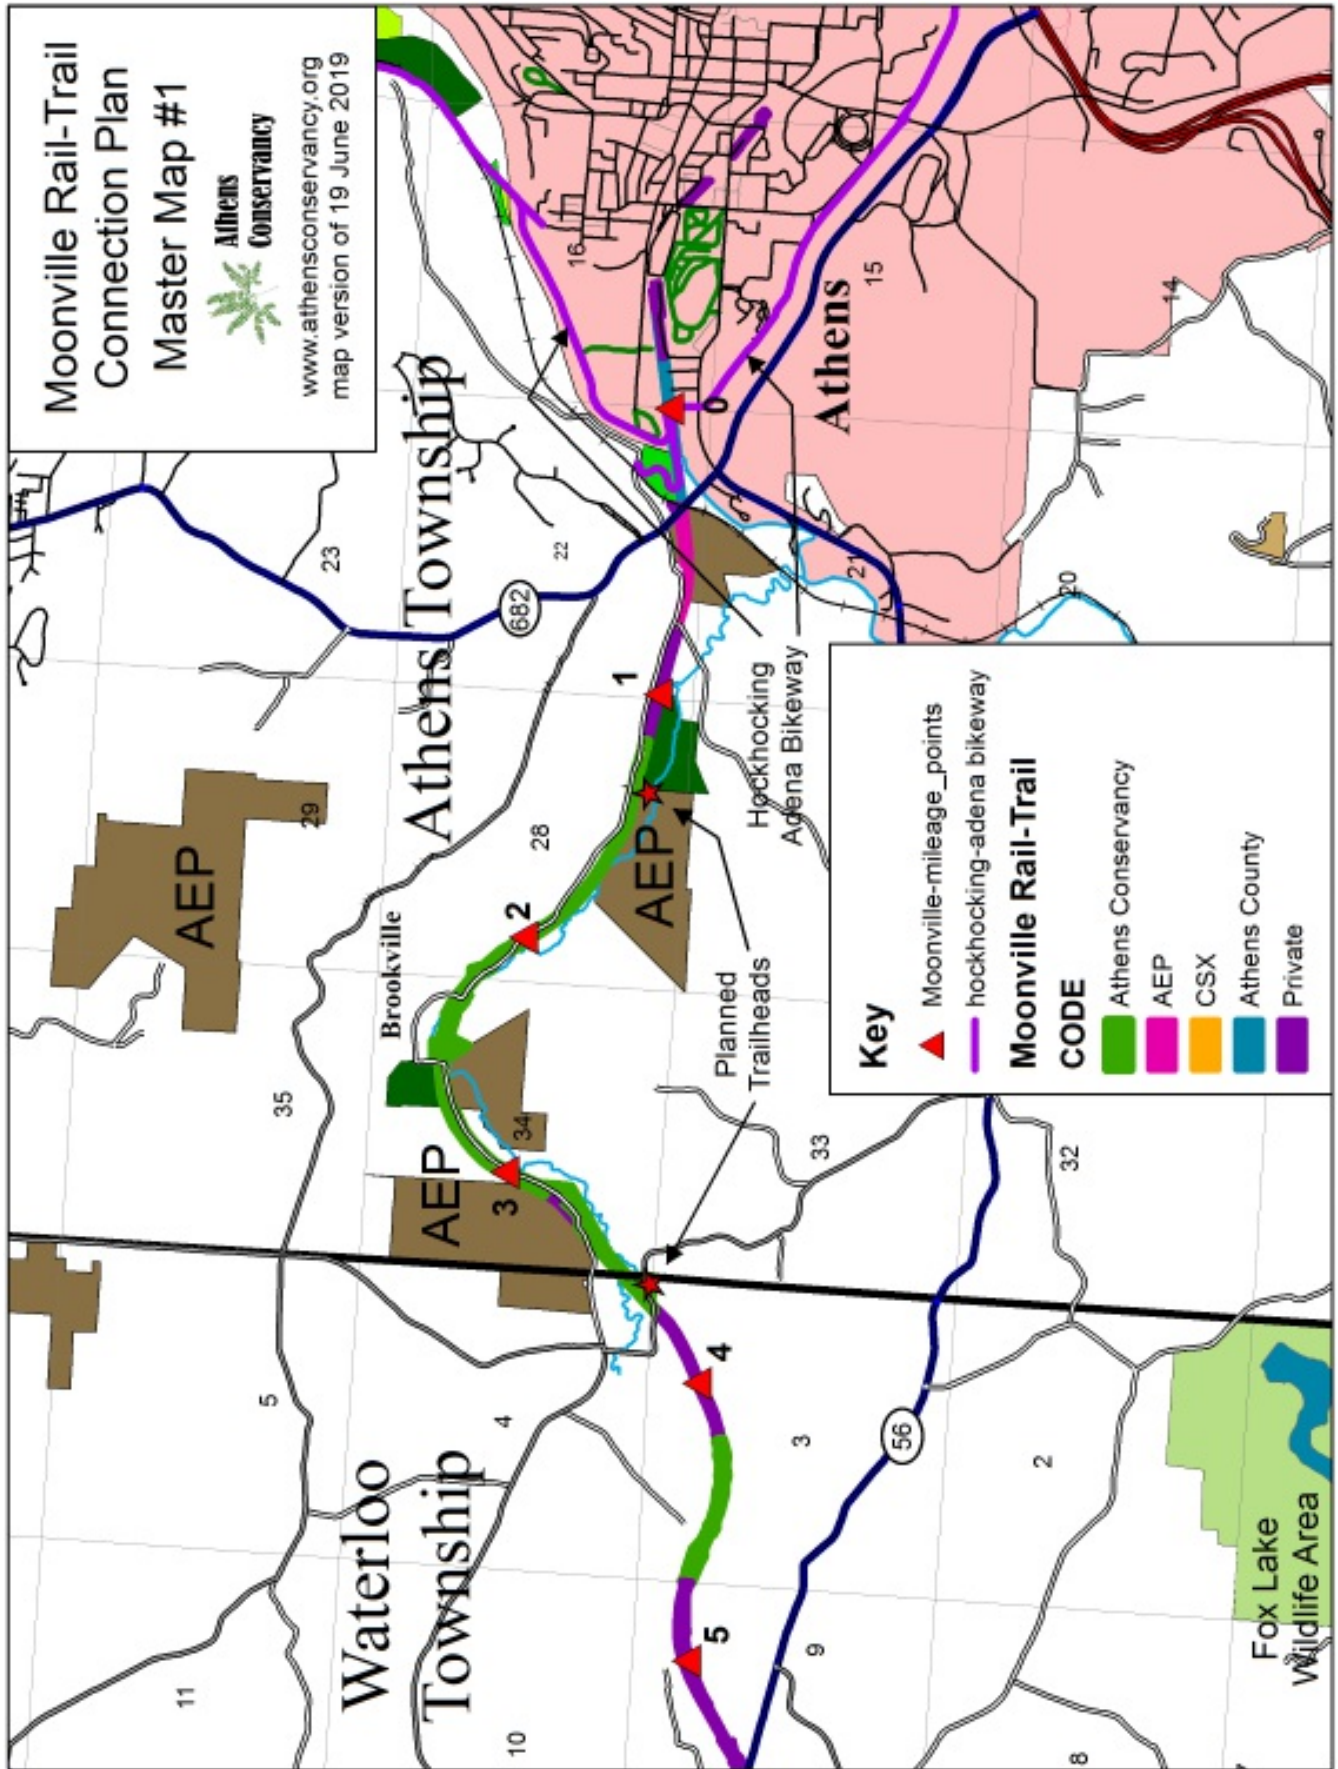 Moonville Rail-Trail
Connection Plan
Master Map #1
Athens
Conservancy
www.athensconservancy.org
map version of 19 June 2019
Athens Township
Waterloo
Township
Athens
Brookville
AEP
AEP
AEP
682
56
0
1
2
3
4
5
11
5
35
29
23
22
16
15
14
10
4
34
28
21
20
9
3
33
32
2
8
Planned
Trailheads
Hockhocking
Adena Bikeway
Fox Lake
Wildlife Area
Key
Moonville-mileage_points
hockhocking-adena bikeway
Moonville Rail-Trail
CODE
Athens Conservancy
AEP
CSX
Athens County
Private